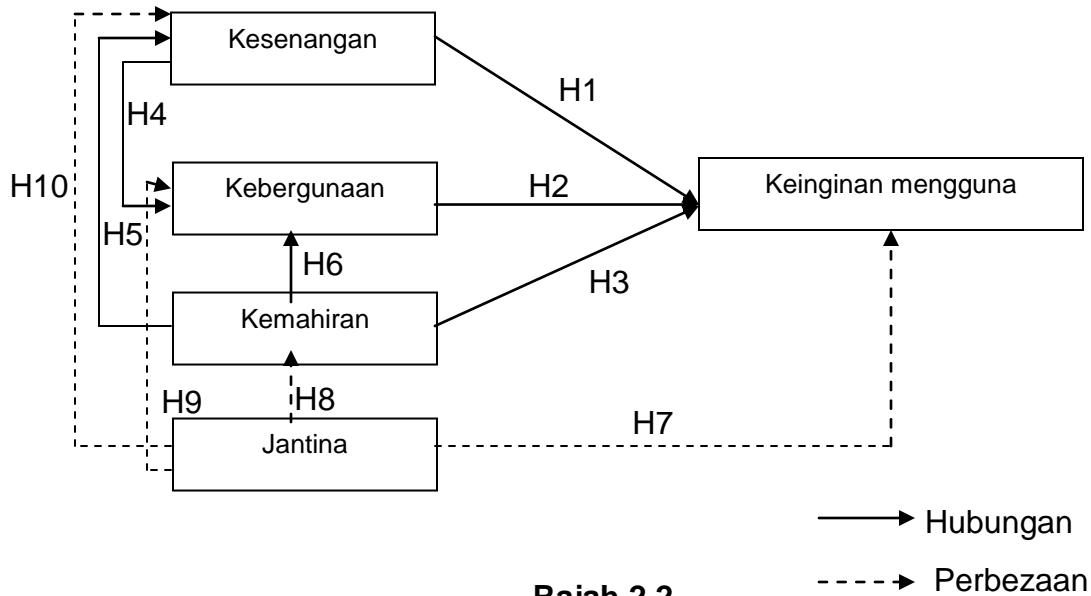 Kesenangan
H1
H4
H10
Kebergunaan
H2
Keinginan mengguna
H5
H6
H3
Kemahiran
H9
H8
H7
Jantina
Hubungan
Perbezaan
Rajah 2.2